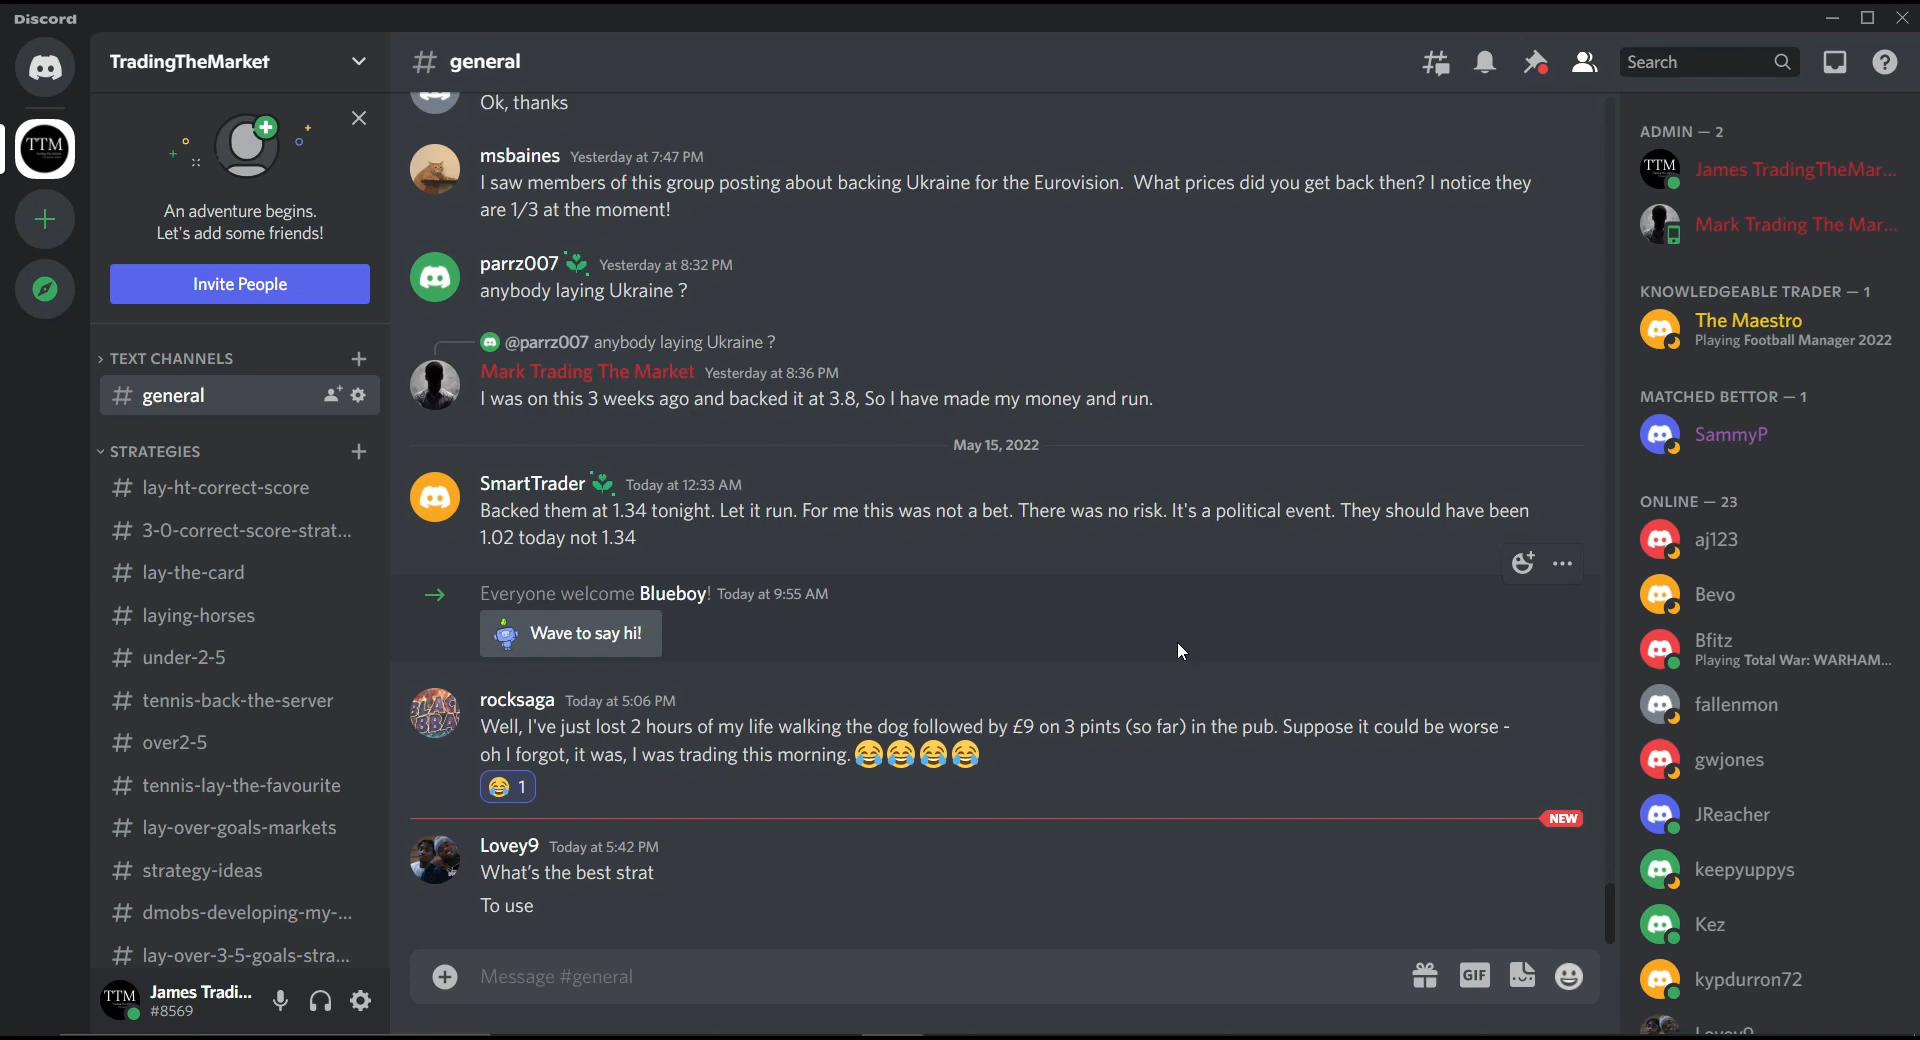 Discord
TradingTheMarket
An adventure begins.
Let's add some friends!
Invite People
TEXT CHANNELS
general
STRATEGIES
lay-ht-correct-score
3-0-correct-score-strat...
lay-the-card
laying-horses
under-2-5
tennis-back-the-server
over2-5
tennis-lay-the-favourite
lay-over-goals-markets
strategy-ideas
dmobs-developing-my-...
lay-over-3-5-goals-stra...
TTM
James Tradi...
#8569
general
Search
Ok, thanks
msbaines Yesterday at 7:47 PM
I saw members of this group posting about backing Ukraine for the Eurovision. What prices did you get back then? I notice they
are 1/3 at the moment!
parrz007 Yesterday at 8:32 PM
anybody laying Ukraine ?
@parrz007 anybody laying Ukraine ?
Mark Trading The Market Yesterday at 8:36 PM
I was on this 3 weeks ago and backed it at 3.8, So I have made my money and run.
May 15, 2022
SmartTrader Today at 12:33 AM
Backed them at 1.34 tonight. Let it run. For me this was not a bet. There was no risk. It's a political event. They should have been
1.02 today not 1.34
Everyone welcome Blueboy! Today at 9:55 AM
Wave to say hi!
rocksaga Today at 5:06 PM
Well, I've just lost 2 hours of my life walking the dog followed by £9 on 3 pints (so far) in the pub. Suppose it could be worse -
oh I forgot, it was, I was trading this morning. 😂😂😂😂
😂 1
NEW
Lovey9 Today at 5:42 PM
What's the best strat
To use
Message #general
GIF
ADMIN — 2
TTM
James TradingTheMar...
Mark Trading The Mar...
KNOWLEDGEABLE TRADER — 1
The Maestro
Playing Football Manager 2022
MATCHED BETTOR — 1
SammyP
ONLINE — 23
aj123
Bevo
Bfitz
Playing Total War: WARHAM...
fallenmon
gwjones
JReacher
keepyuppys
Kez
kypdurron72
Lovey9
TTM